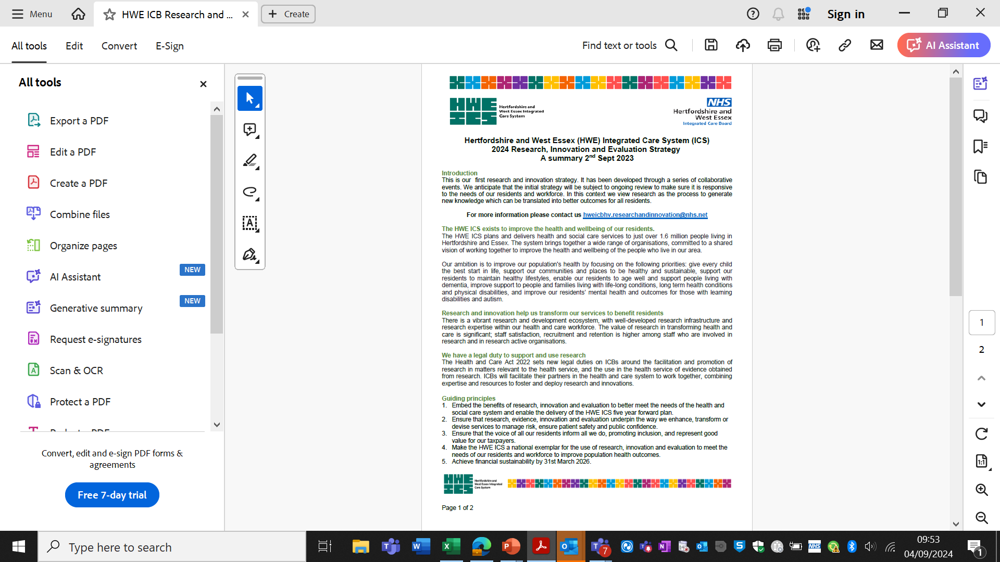 Menu
HWE ICB Research and ...
Create
Sign in
All tools
Edit
Convert
E-Sign
Find text or tools
AI Assistant
All tools
Export a PDF
Edit a PDF
Create a PDF
Combine files
Organize pages
AI Assistant
NEW
Generative summary
NEW
Request e-signatures
Scan & OCR
Protect a PDF
Convert, edit and e-sign PDF forms &
agreements
Free 7-day trial
HWE
ICS
Hertfordshire and
West Essex Integrated
Care System
NHS
Hertfordshire and
West Essex
Integrated Care Board
Hertfordshire and West Essex (HWE) Integrated Care System (ICS)
2024 Research, Innovation and Evaluation Strategy
A summary 2nd Sept 2023
Introduction
This is our first research and innovation strategy. It has been developed through a series of collaborative
events. We anticipate that the initial strategy will be subject to ongoing review to make sure it is responsive
to the needs of our residents and workforce. In this context we view research as the process to generate
new knowledge which can be translated into better outcomes for all residents.
For more information please contact us hweicbhv.researchandinnovation@nhs.net
The HWE ICS exists to improve the health and wellbeing of our residents.
The HWE ICS plans and delivers health and social care services to just over 1.6 million people living in
Hertfordshire and Essex. The system brings together a wide range of organisations, committed to a shared
vision of working together to improve the health and wellbeing of the people who live in our area.
Our ambition is to improve our population's health by focusing on the following priorities: give every child
the best start in life, support our communities and places to be healthy and sustainable, support our
residents to maintain healthy lifestyles, enable our residents to age well and support people living with
dementia, improve support to people and families living with life-long conditions, long term health conditions
and physical disabilities, and improve our residents' mental health and outcomes for those with learning
disabilities and autism.
Research and innovation help us transform our services to benefit residents
There is a vibrant research and development ecosystem, with well-developed research infrastructure and
research expertise within our health and care workforce. The value of research in transforming health and
care is significant; staff satisfaction, recruitment and retention is higher among staff who are involved in
research and in research active organisations.
We have a legal duty to support and use research
The Health and Care Act 2022 sets new legal duties on ICBs around the facilitation and promotion of
research in matters relevant to the health service, and the use in the health service of evidence obtained
from research. ICBs will facilitate their partners in the health and care system to work together, combining
expertise and resources to foster and deploy research and innovations.
Guiding principles
1. Embed the benefits of research, innovation and evaluation to better meet the needs of the health and
social care system and enable the delivery of the HWE ICS five year forward plan.
2. Ensure that research, evidence, innovation and evaluation underpin the way we enhance, transform or
devise services to manage risk, ensure patient safety and public confidence.
3. Ensure that the voice of all our residents inform all we do, promoting inclusion, and represent good
value for our taxpayers.
4. Make the HWE ICS a national exemplar for the use of research, innovation and evaluation to meet the
needs of our residents and workforce to improve population health outcomes.
5. Achieve financial sustainability by 31st March 2026.
HWE
ICS
Hertfordshire and
West Essex Integrated
Care System
Page 1 of 2
1
2
Type here to search
7
NHS
09:53
04/09/2024
1